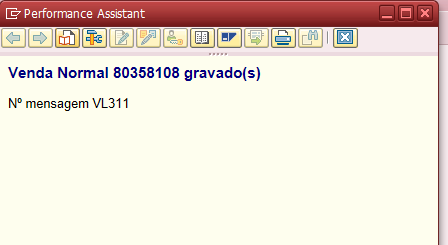 Performance Assistant
Venda Normal 80358108 gravado(s)
Nº mensagem VL311